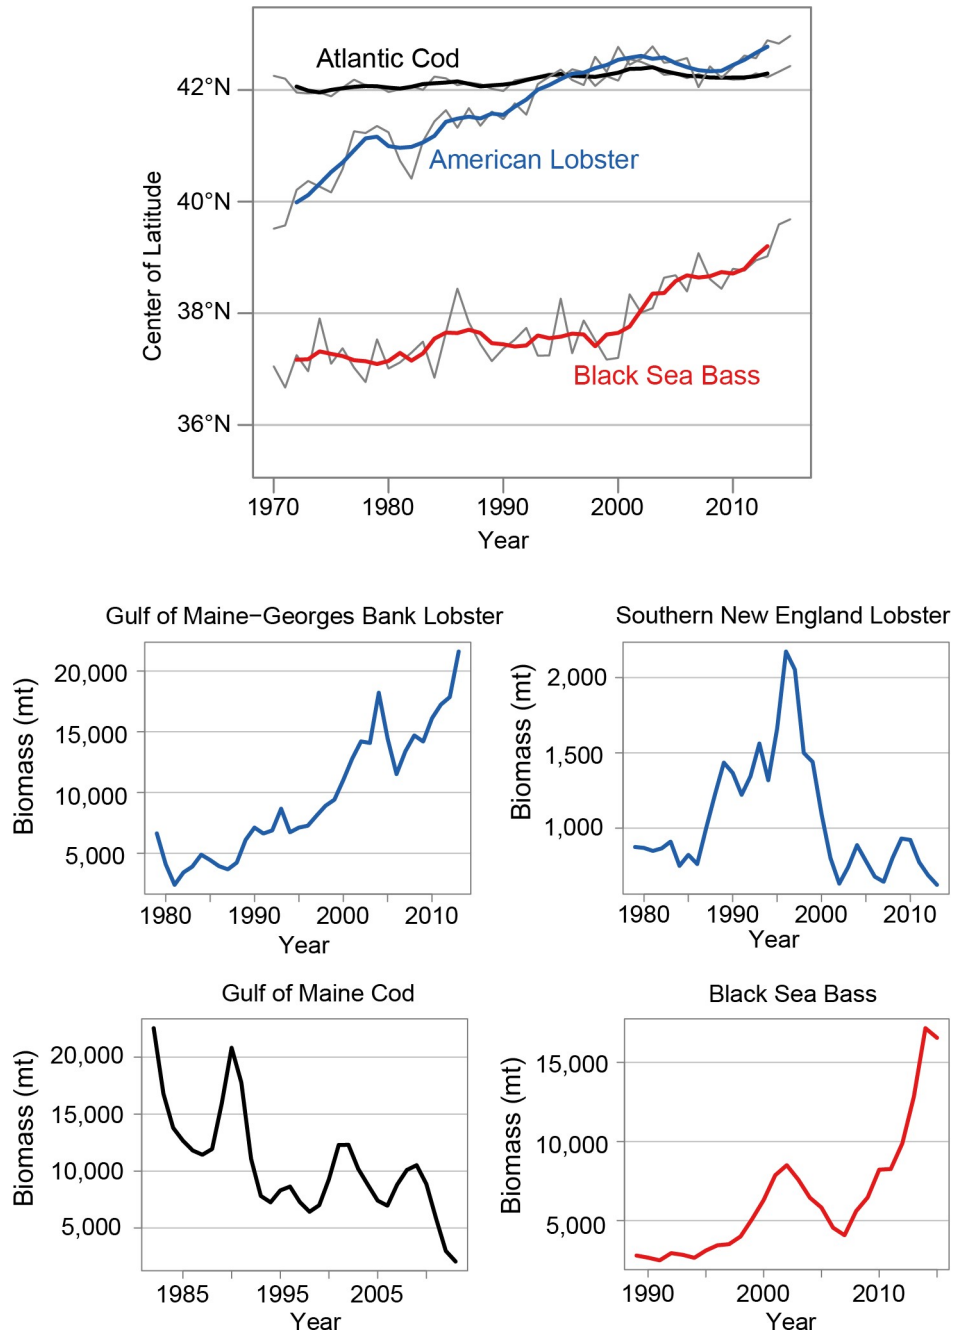 Atlantic Cod
American Lobster
Black Sea Bass
Center of Latitude
42°N
40°N
38°N
36°N
1970 1980 1990 2000 2010
Year
Gulf of Maine–Georges Bank Lobster
Biomass (mt)
20,000
15,000
10,000
5,000
1980 1990 2000 2010
Year
Southern New England Lobster
Biomass (mt)
2,000
1,500
1,000
1980 1990 2000 2010
Year
Gulf of Maine Cod
Biomass (mt)
20,000
15,000
10,000
5,000
1985 1995 2005
Year
Black Sea Bass
Biomass (mt)
15,000
10,000
5,000
1990 2000 2010
Year